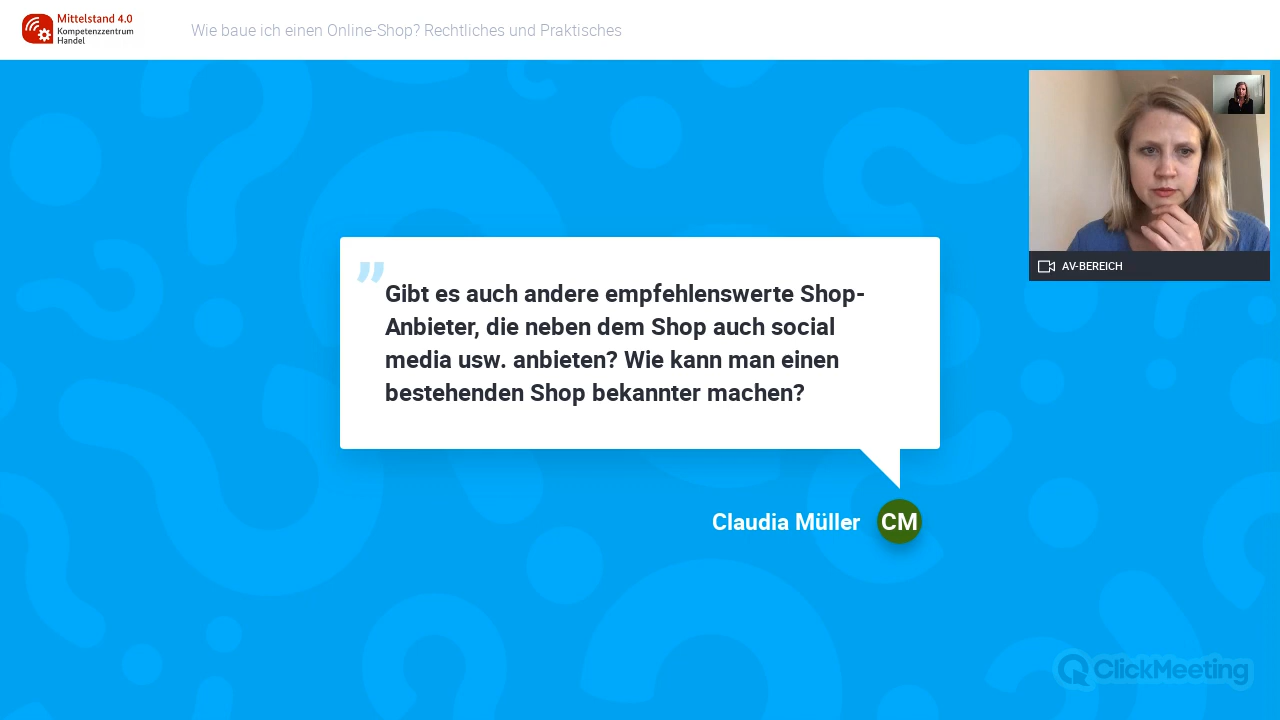 Mittelstand 4.0
Kompetenzzentrum
Handel
Wie baue ich einen Online-Shop? Rechtliches und Praktisches
AV-BEREICH
"
Gibt es auch andere empfehlenswerte Shop-
Anbieter, die neben dem Shop auch social
media usw. anbieten? Wie kann man einen
bestehenden Shop bekannter machen?
Claudia Müller
CM
ClickMeeting